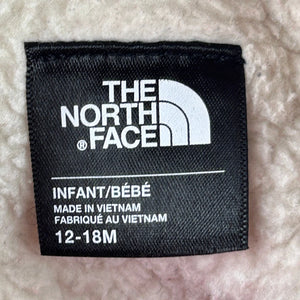 THE
NORTH
FACE
®
INFANT/BÉBÉ
MADE IN VIETNAM
FABRIQUÉ AU VIETNAM
12-18M